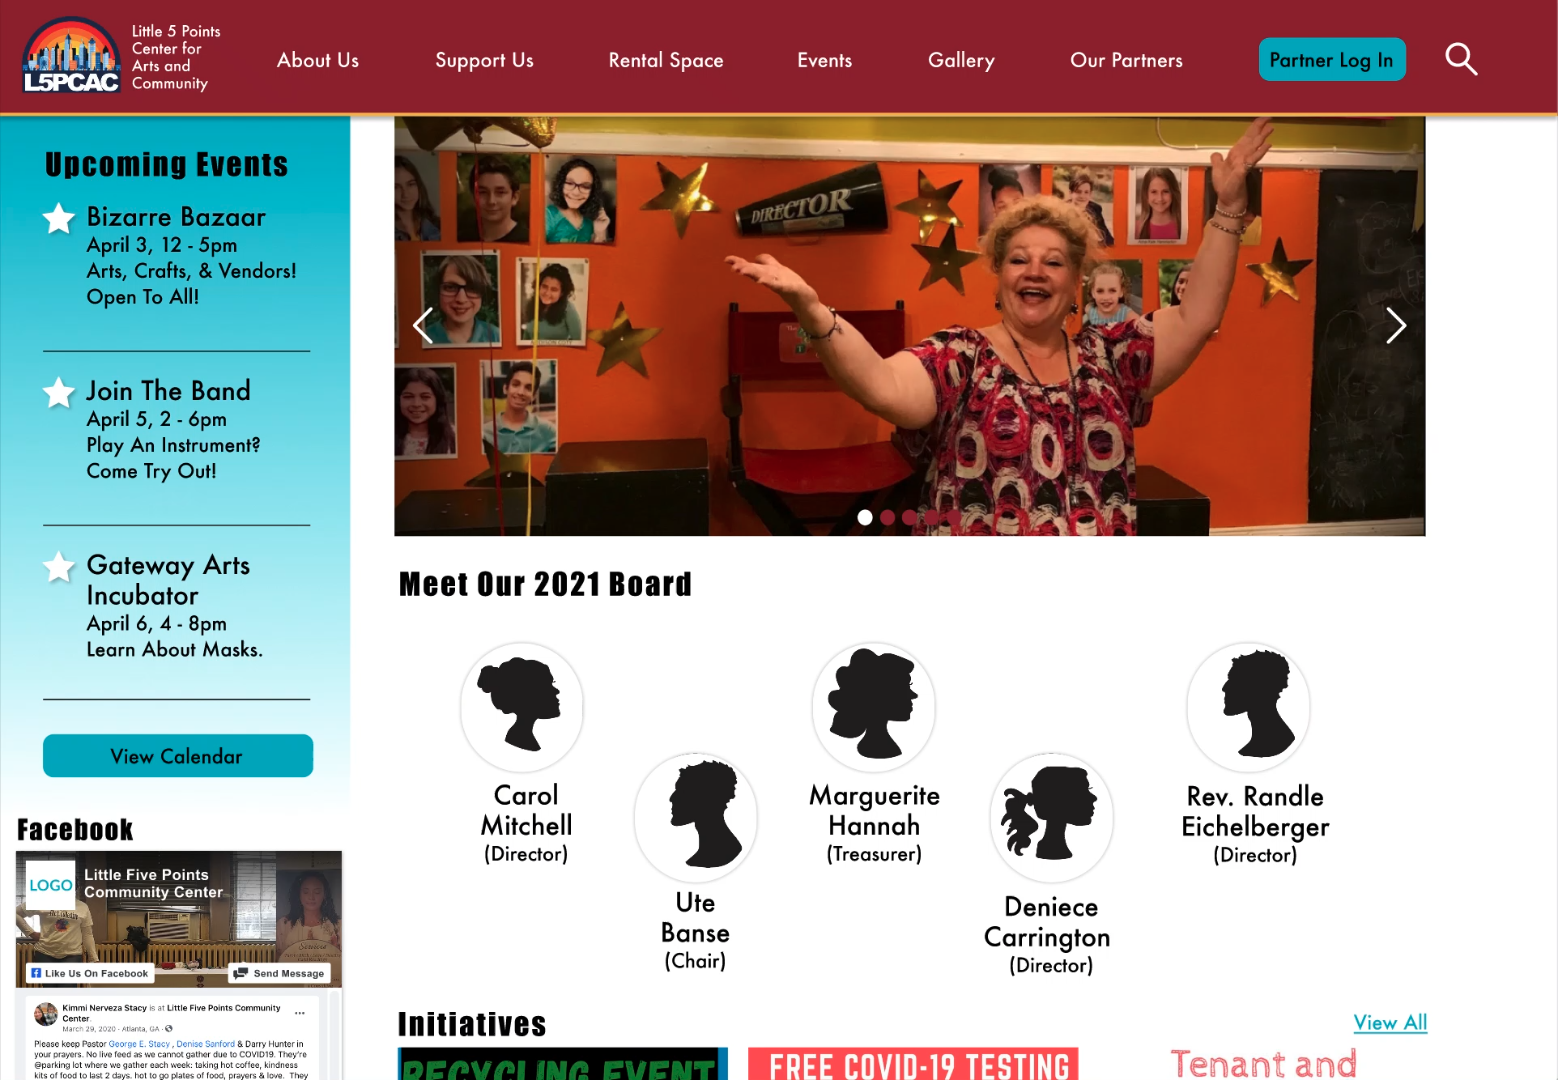 L5PCAC
Little 5 Points
Center for
Arts and
Community
About Us
Support Us
Rental Space
Events
Gallery
Our Partners
Partner Log In
Upcoming Events
Bizarre Bazaar
April 3, 12 - 5pm
Arts, Crafts, & Vendors!
Open To All!
Join The Band
April 5, 2 - 6pm
Play An Instrument?
Come Try Out!
Gateway Arts
Incubator
April 6, 4 - 8pm
Learn About Masks.
View Calendar
Facebook
LOGO
Little Five Points
Community Center
Like Us On Facebook
Send Message
Kimmi Nerveza Stacy is at Little Five Points Community
Center.
March 29, 2020 · Atlanta, GA ·
Please keep Pastor George E. Stacy , Denise Sanford & Darry Hunter in
your prayers. No live feed as we cannot gather due to COVID19. They're
@parking lot where we gather each week: taking hot coffee, kindness
kits of food to last 2 days, hot to go plates of food, prayers & love. They
DIRECTOR
Meet Our 2021 Board
Carol
Mitchell
(Director)
Ute
Banse
(Chair)
Marguerite
Hannah
(Treasurer)
Deniece
Carrington
(Director)
Rev. Randle
Eichelberger
(Director)
Initiatives
View All
RECYCLING EVENT
FREE COVID-19 TESTING
Tenant and